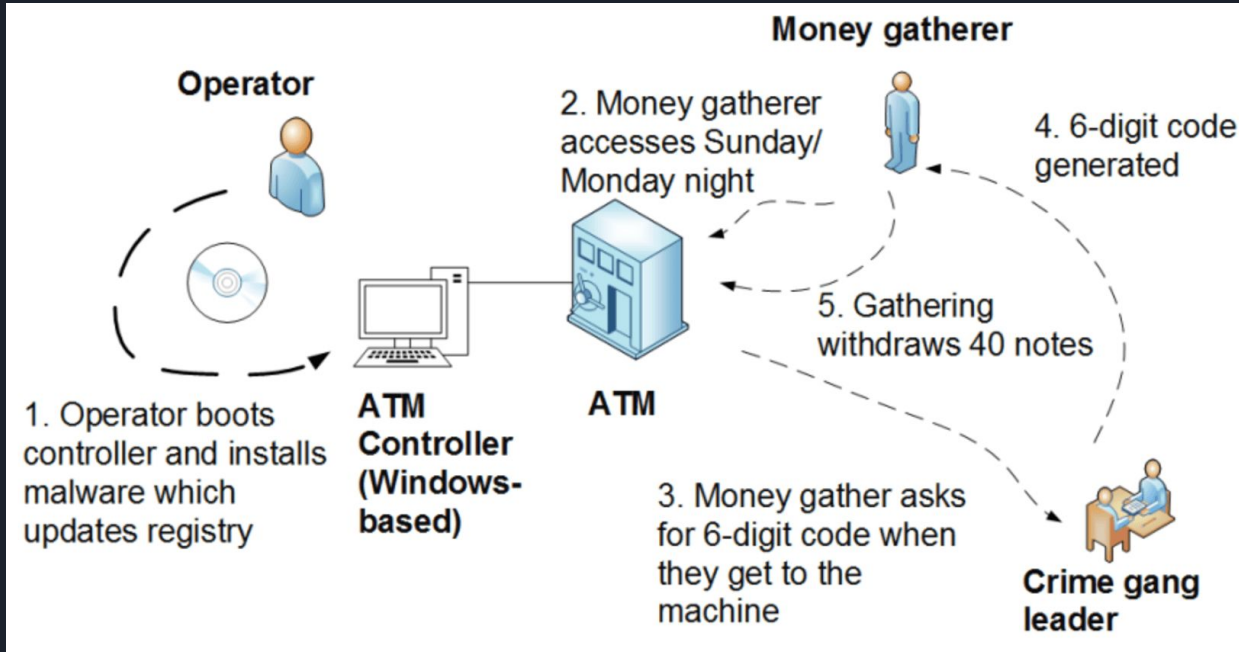 Money gatherer
Operator
2. Money gatherer
accesses Sunday/
Monday night
4. 6-digit code
generated
5. Gathering
withdraws 40 notes
1. Operator boots
controller and installs
malware which
updates registry
ATM
Controller
(Windows-
based)
ATM
3. Money gather asks
for 6-digit code when
they get to the
machine
Crime gang
leader